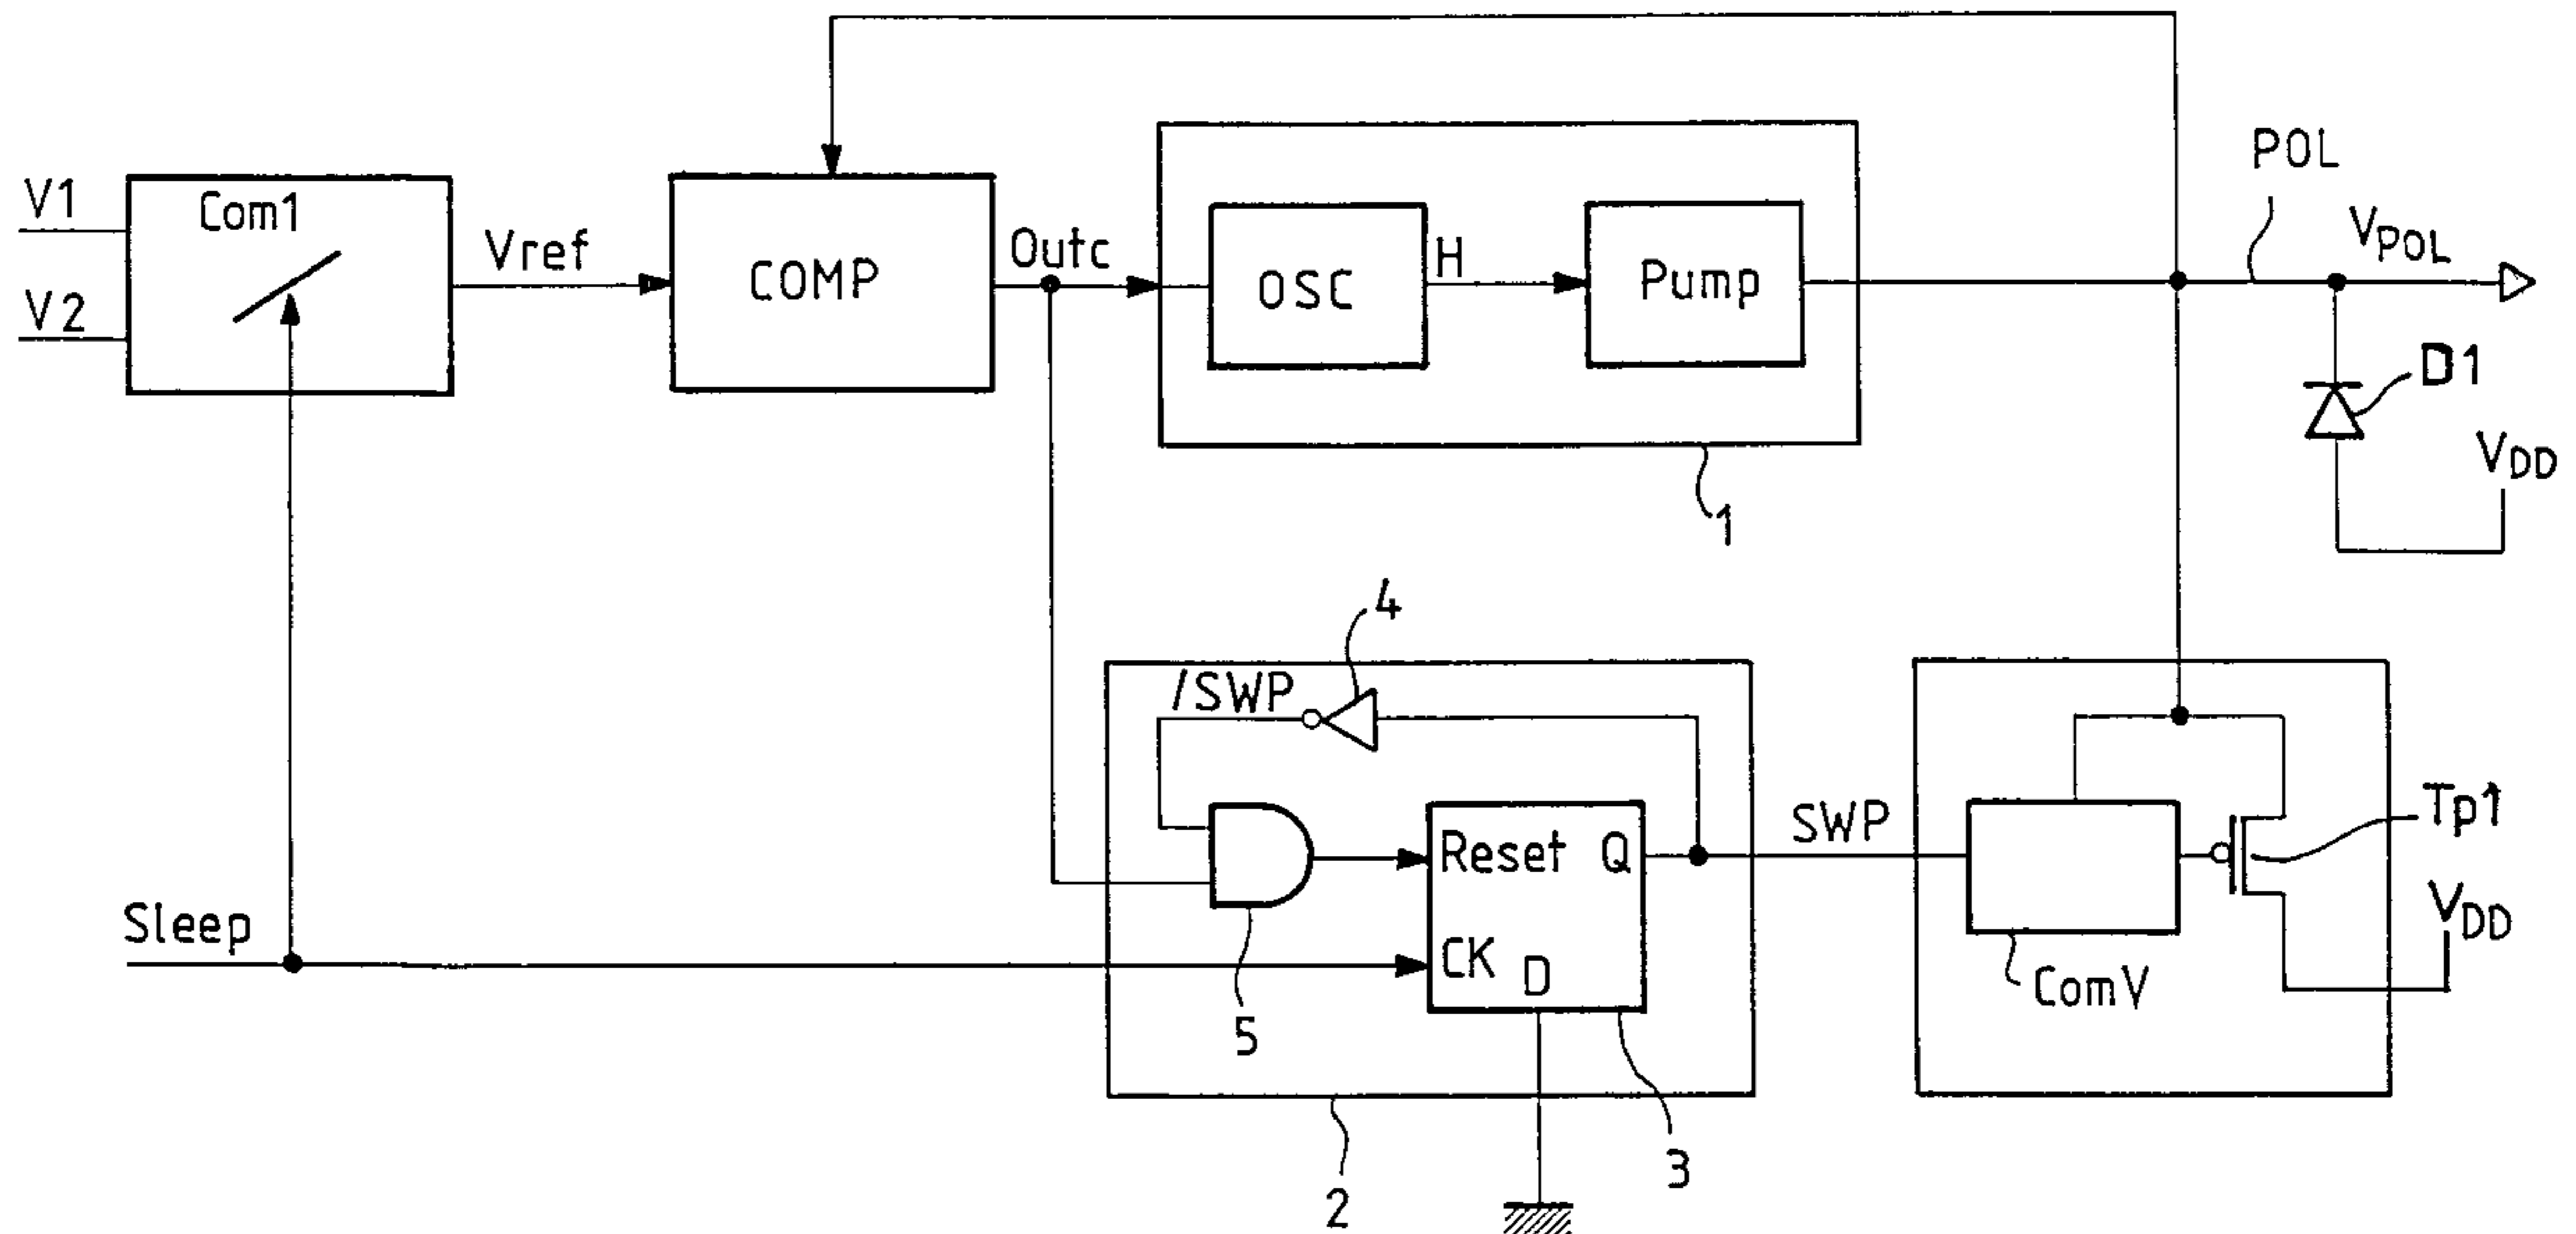 POL
V1
Com1
Vref
COMP
Outc
OSC
H
Pump
VPOL
V2
D1
VDD
1
4
/SWP
Reset
Q
SWP
Tp1
Sleep
CK
D
ComV
VDD
5
3
2